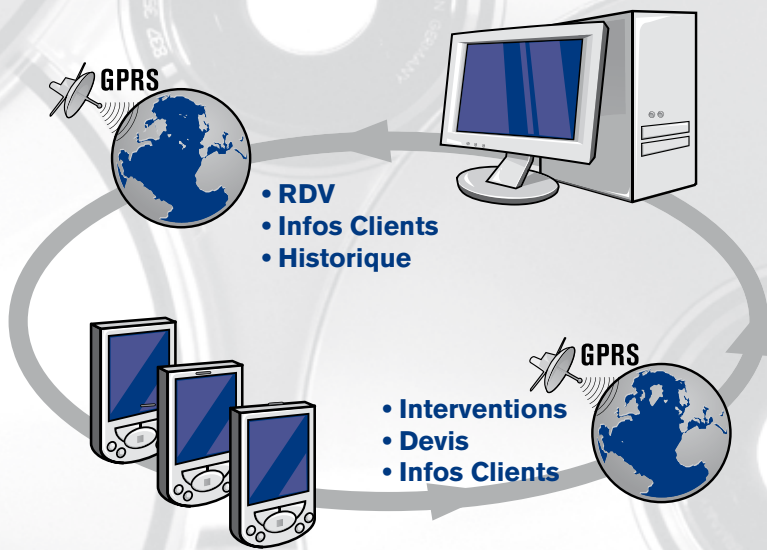 GPRS
• RDV
• Infos Clients
• Historique
GPRS
• Interventions
• Devis
• Infos Clients